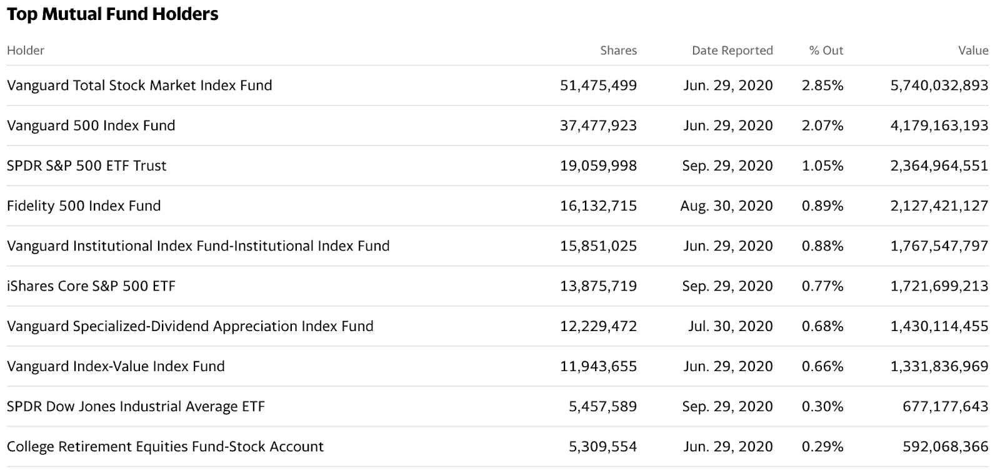 Top Mutual Fund Holders
Holder Shares Date Reported % Out Value
Vanguard Total Stock Market Index Fund 51,475,499 Jun. 29, 2020 2.85% 5,740,032,893
Vanguard 500 Index Fund 37,477,923 Jun. 29, 2020 2.07% 4,179,163,193
SPDR S&P 500 ETF Trust 19,059,998 Sep. 29, 2020 1.05% 2,364,964,551
Fidelity 500 Index Fund 16,132,715 Aug. 30, 2020 0.89% 2,127,421,127
Vanguard Institutional Index Fund-Institutional Index Fund 15,851,025 Jun. 29, 2020 0.88% 1,767,547,797
iShares Core S&P 500 ETF 13,875,719 Sep. 29, 2020 0.77% 1,721,699,213
Vanguard Specialized-Dividend Appreciation Index Fund 12,229,472 Jul. 30, 2020 0.68% 1,430,114,455
Vanguard Index-Value Index Fund 11,943,655 Jun. 29, 2020 0.66% 1,331,836,969
SPDR Dow Jones Industrial Average ETF 5,457,589 Sep. 29, 2020 0.30% 677,177,643
College Retirement Equities Fund-Stock Account 5,309,554 Jun. 29, 2020 0.29% 592,068,366